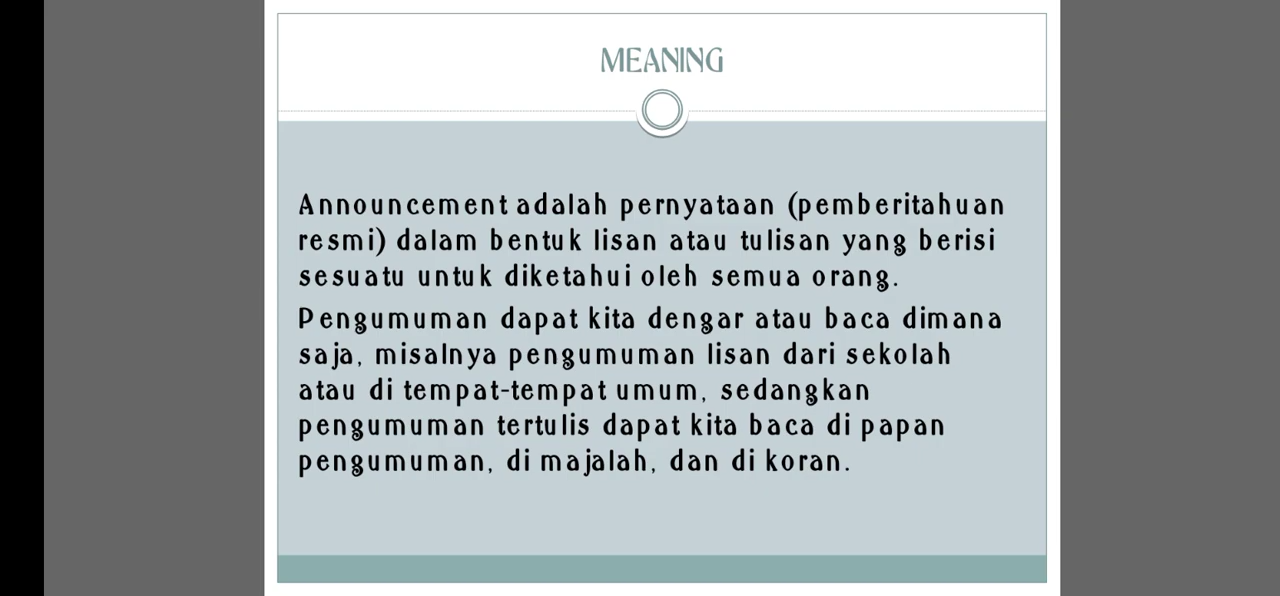 MEANING
Announcement adalah pernyataan (pemberitahuan
resmi) dalam bentuk lisan atau tulisan yang berisi
sesuatu untuk diketahui oleh semua orang.
Pengumuman dapat kita dengar atau baca dimana
saja, misalnya pengumuman lisan dari sekolah
atau di tempat-tempat umum, sedangkan
pengumuman tertulis dapat kita baca di papan
pengumuman, di majalah, dan di koran.